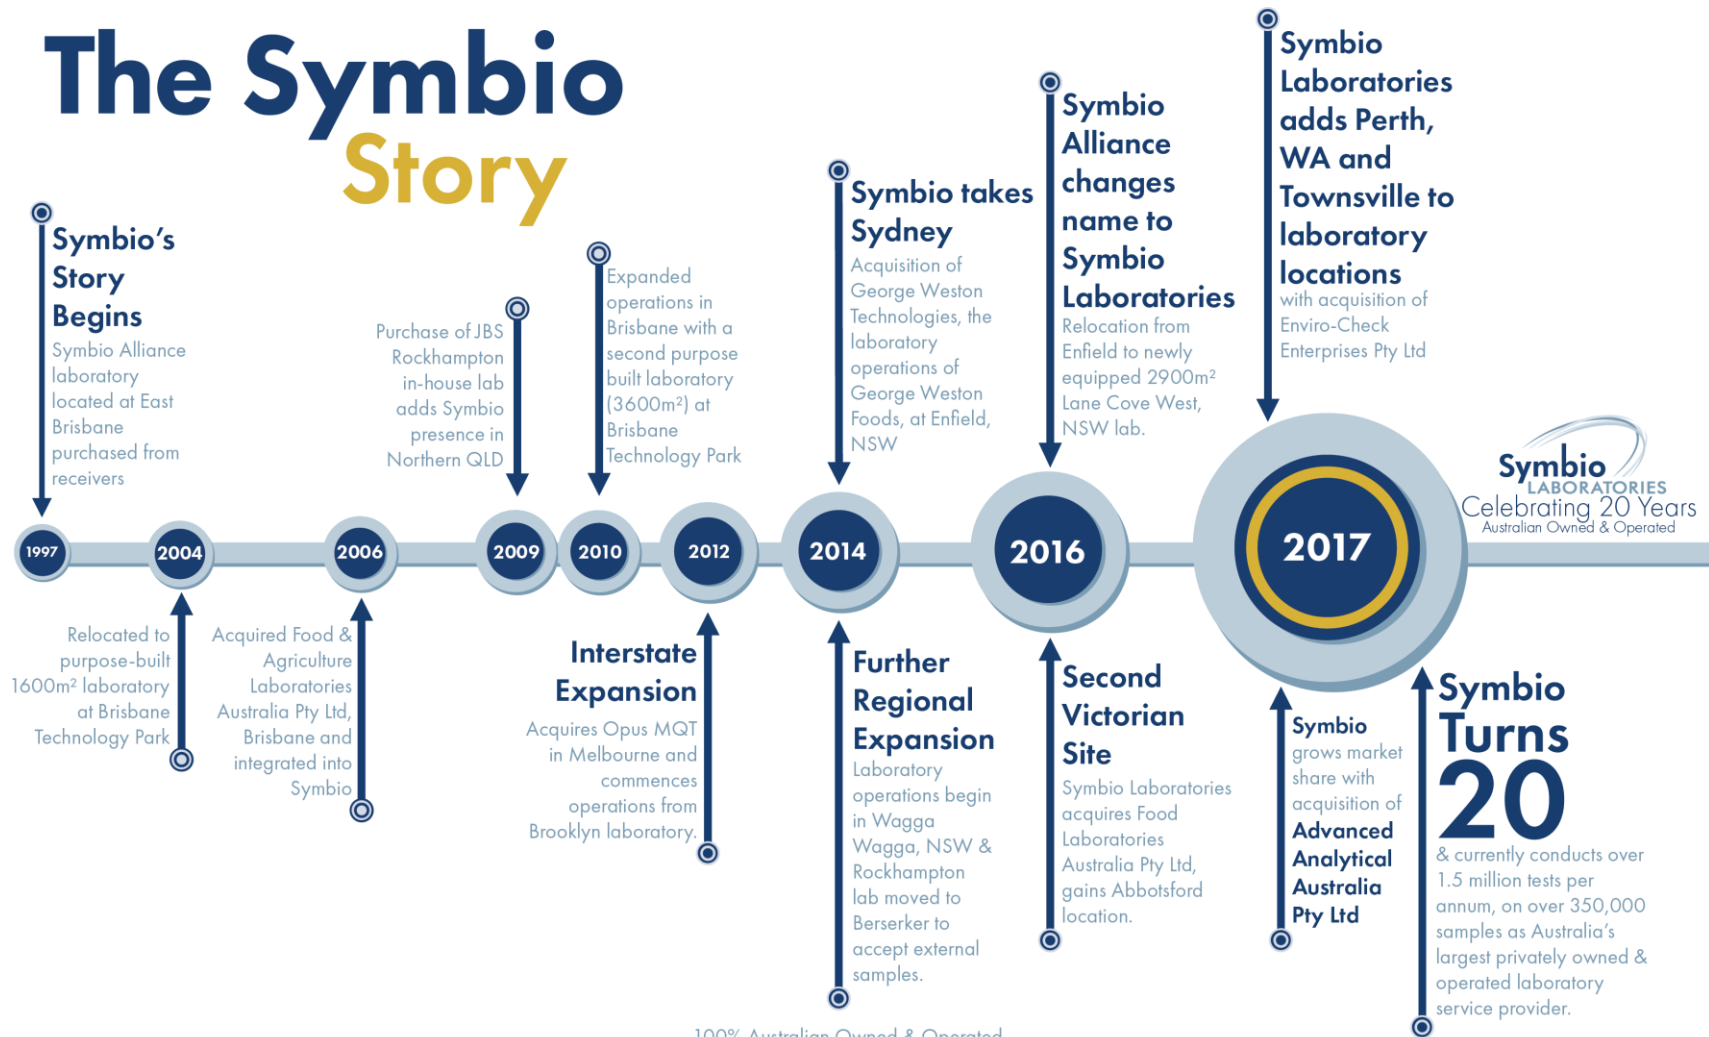 The Symbio
Story
Symbio's
Story
Begins
Symbio Alliance
laboratory
located at East
Brisbane
purchased from
receivers
Purchase of JBS
Rockhampton
in-house lab
adds Symbio
presence in
Northern QLD
Expanded
operations in
Brisbane with a
second purpose
built laboratory
(3600m²) at
Brisbane
Technology Park
Symbio takes
Sydney
Acquisition of
George Weston
Technologies, the
laboratory
operations of
George Weston
Foods, at Enfield,
NSW
Symbio
Alliance
changes
name to
Symbio
Laboratories
Relocation from
Enfield to newly
equipped 2900m²
Lane Cove West,
NSW lab.
Symbio
Laboratories
adds Perth,
WA and
Townsville to
laboratory
locations
with acquisition of
Enviro-Check
Enterprises Pty Ltd
Symbio
LABORATORIES
Celebrating 20 Years
Australian Owned & Operated
1997
2004
2006
2009
2010
2012
2014
2016
2017
Relocated to
purpose-built
1600m² laboratory
at Brisbane
Technology Park
Acquired Food &
Agriculture
Laboratories
Australia Pty Ltd,
Brisbane and
integrated into
Symbio
Interstate
Expansion
Acquires Opus MQT
in Melbourne and
commences
operations from
Brooklyn laboratory.
Further
Regional
Expansion
Laboratory
operations begin
in Wagga
Wagga, NSW &
Rockhampton
lab moved to
Berserker to
accept external
samples.
Second
Victorian
Site
Symbio Laboratories
acquires Food
Laboratories
Australia Pty Ltd,
gains Abbotsford
location.
Symbio
grows market
share with
acquisition of
Advanced
Analytical
Australia
Pty Ltd
Symbio
Turns
20
& currently conducts over
1.5 million tests per
annum, on over 350,000
samples as Australia's
largest privately owned &
operated laboratory
service provider.
100% Australian Owned & Operated